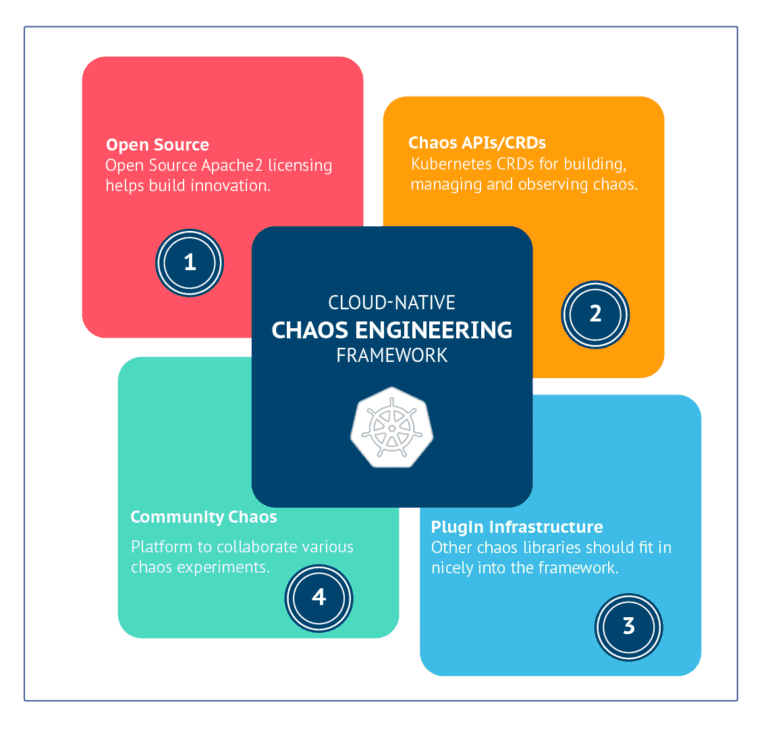 Open Source
Open Source Apache2 licensing
helps build innovation.
1
Chaos APIs/CRDs
Kubernetes CRDs for building,
managing and observing chaos.
2
CLOUD-NATIVE
CHAOS ENGINEERING
FRAMEWORK
Community Chaos
Platform to collaborate various
chaos experiments.
4
Plugin Infrastructure
Other chaos libraries should fit in
nicely into the framework.
3